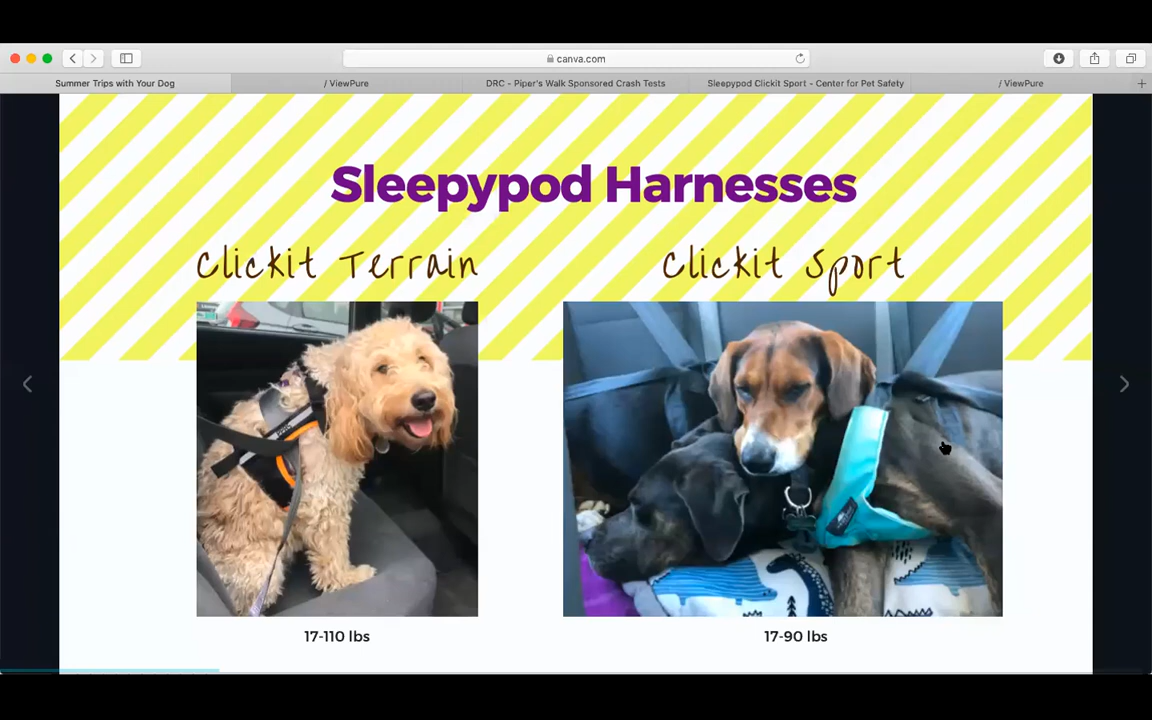 canva.com
Summer Trips with Your Dog
/ ViewPure
DRC - Piper's Walk Sponsored Crash Tests
Sleepypod Clickit Sport - Center for Pet Safety
/ ViewPure
Sleepypod Harnesses
Clickit Terrain
Clickit Sport
17-110 lbs
17-90 lbs